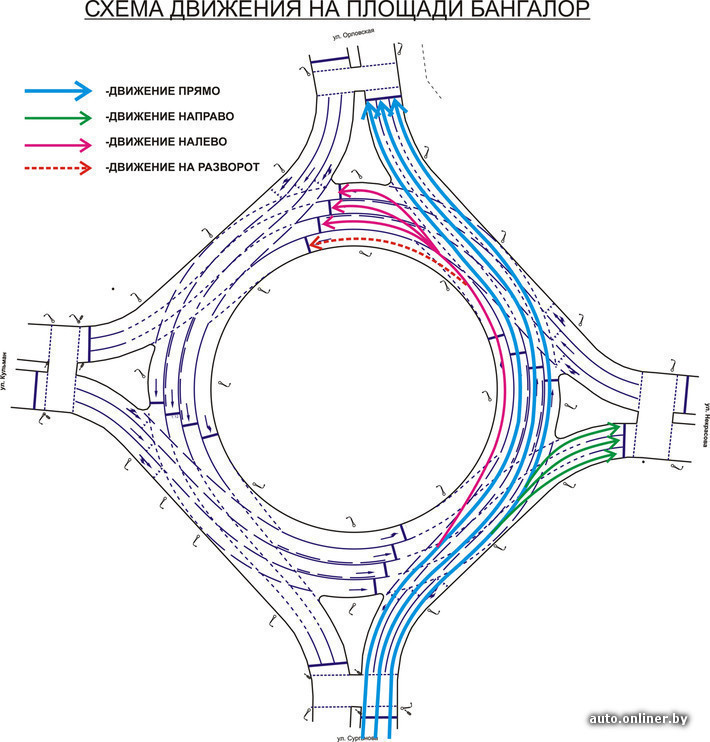 СХЕМА ДВИЖЕНИЯ НА ПЛОЩАДИ БАНГАЛОР
ул. Орловская
-ДВИЖЕНИЕ ПРЯМО
-ДВИЖЕНИЕ НАПРАВО
-ДВИЖЕНИЕ НАЛЕВО
-ДВИЖЕНИЕ НА РАЗВОРОТ
ул. Кульман
ул. Некрасова
ул. Сурганова
auto.onliner.by